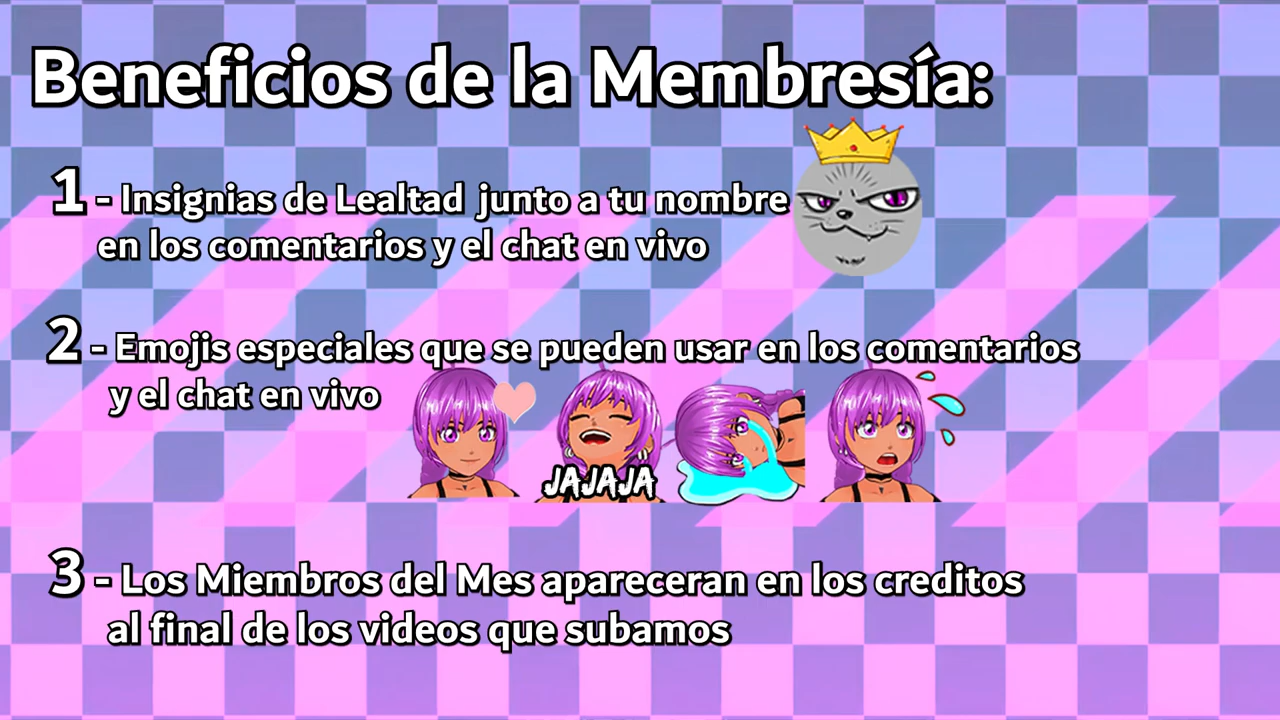 Beneficios de la Membresía:
1 - Insignias de Lealtad junto a tu nombre
en los comentarios y el chat en vivo
2 - Emojis especiales que se pueden usar en los comentarios
y el chat en vivo
JAJAJA
3 - Los Miembros del Mes apareceran en los creditos
al final de los videos que subamos